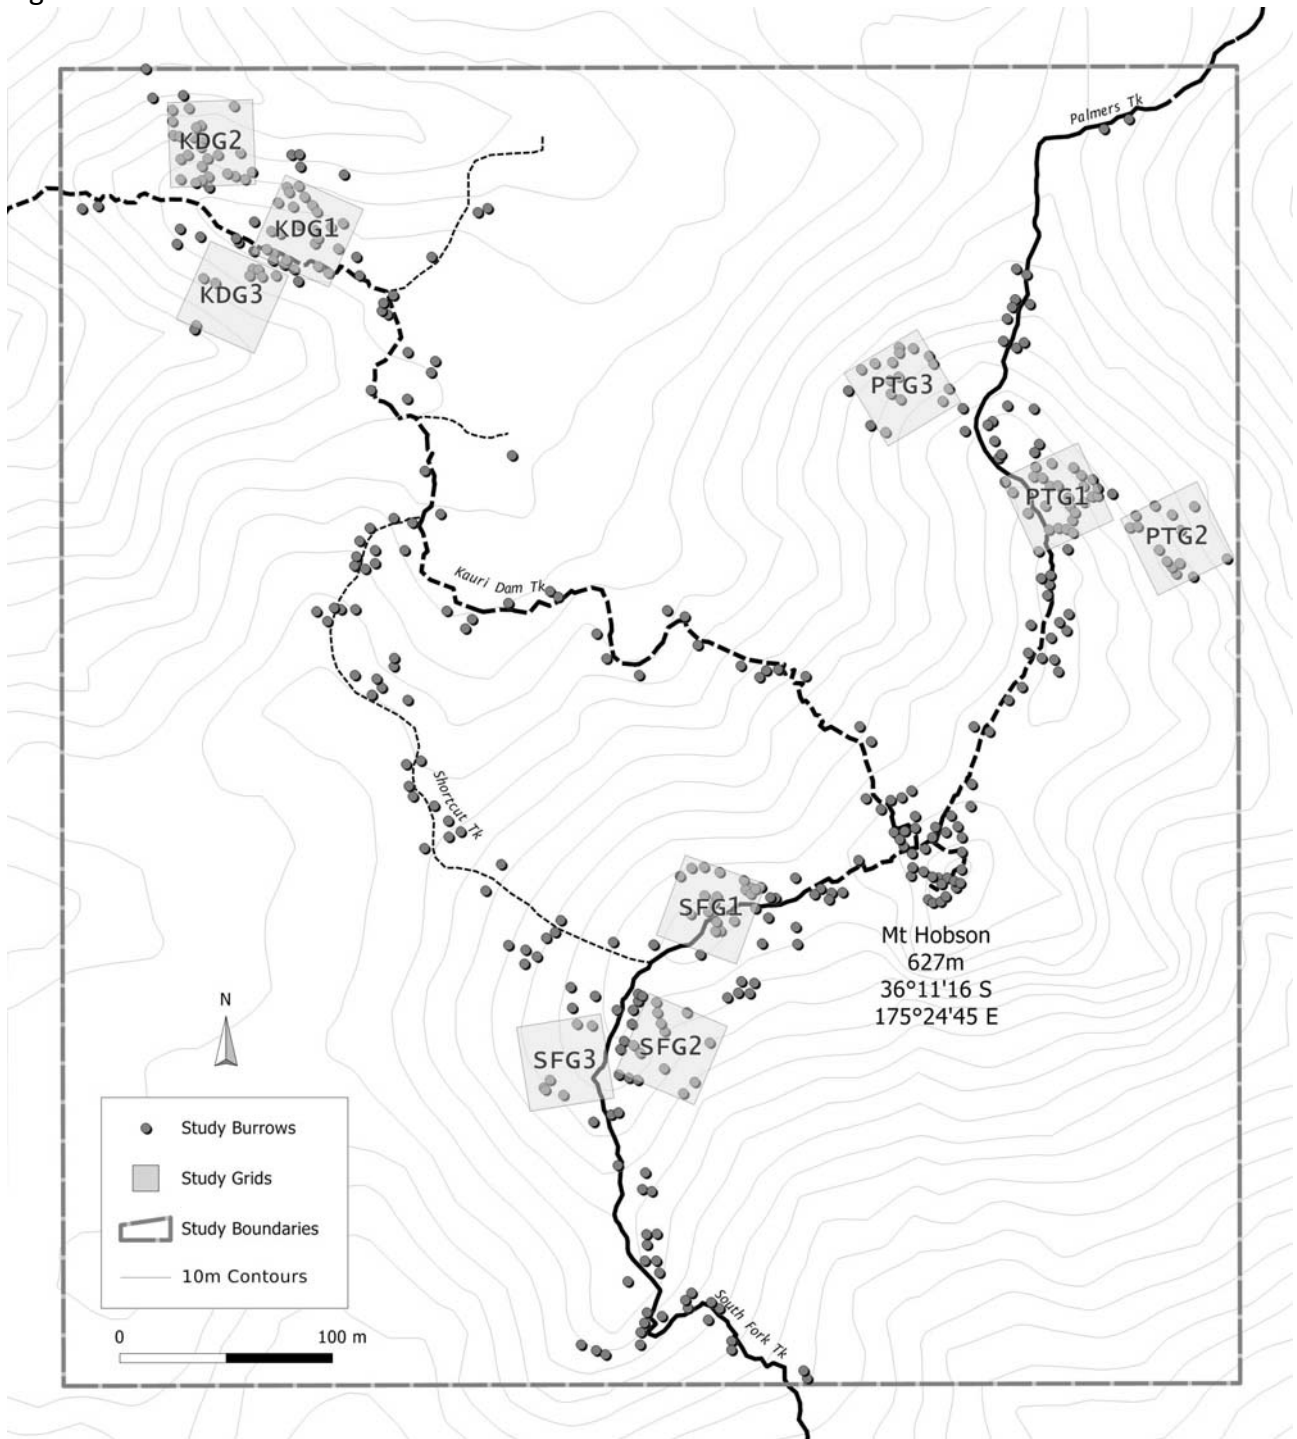 Palmers Tk
KDG2
KDG1
KDG3
PTG3
PTG1
PTG2
Kauri Dam Tk
Shortcut Tk
SFG1
Mt Hobson
627m
36°11'16 S
175°24'45 E
N
SFG2
SFG3
Study Burrows
Study Grids
Study Boundaries
10m Contours
South Fork Tk
0 100 m